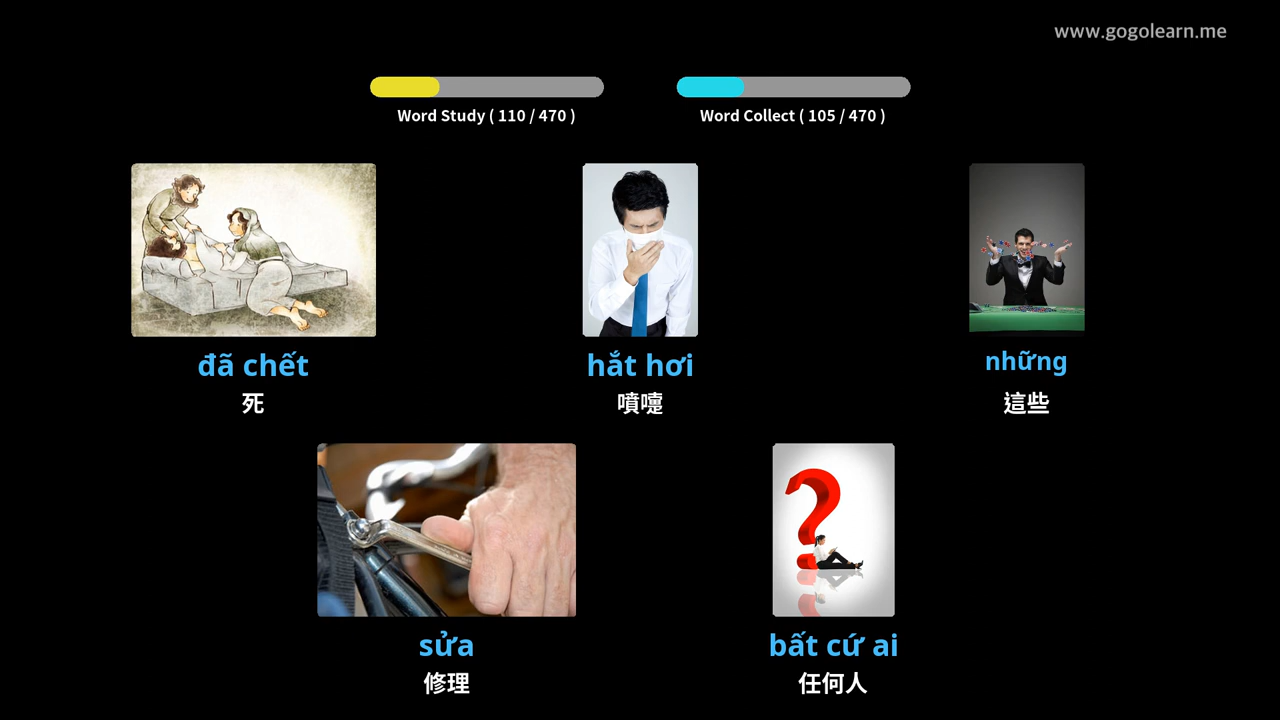 www.gogolearn.me
Word Study ( 110 / 470 )
Word Collect ( 105 / 470 )
đã chết
死
hắt hơi
噴嚏
những
這些
sửa
修理
bất cứ ai
任何人